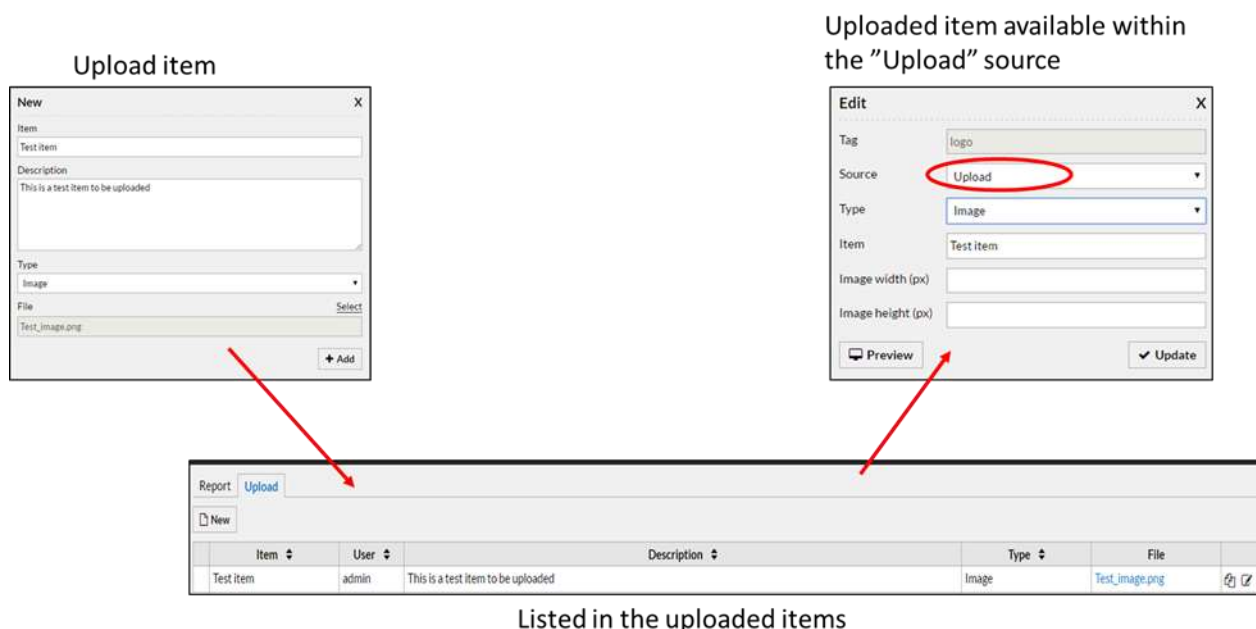 Upload item
New X
Item
Test item
Description
This is a test item to be uploaded
Type
Image
File Select
Test_image.png
+ Add
Uploaded item available within
the ”Upload” source
Edit X
Tag logo
Source Upload
Type Image
Item Test item
Image width (px)
Image height (px)
Preview Update
Report Upload
New
Item User Description Type File
Test item admin This is a test item to be uploaded Image Test_image.png
Listed in the uploaded items